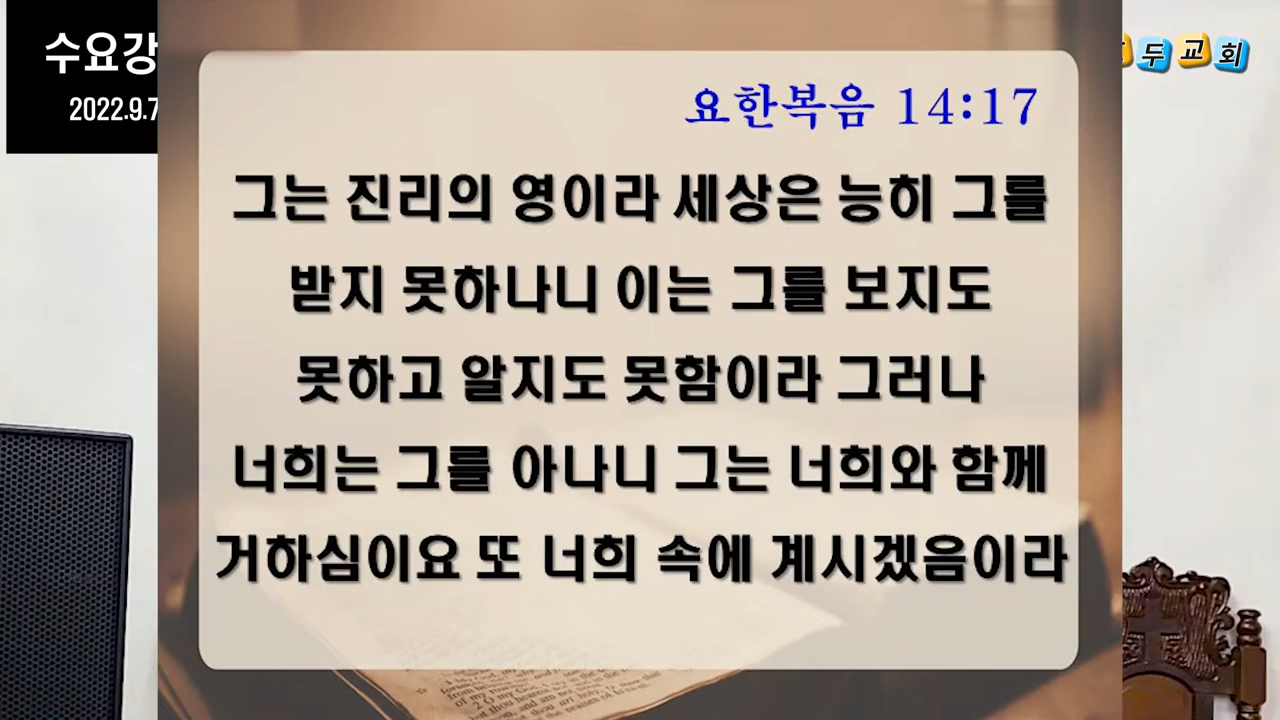 수요강
2022.9.7
두교회
요한복음 14:17
그는 진리의 영이라 세상은 능히 그를
받지 못하나니 이는 그를 보지도
못하고 알지도 못함이라 그러나
너희는 그를 아나니 그는 너희와 함께
거하심이요 또 너희 속에 계시겠음이라